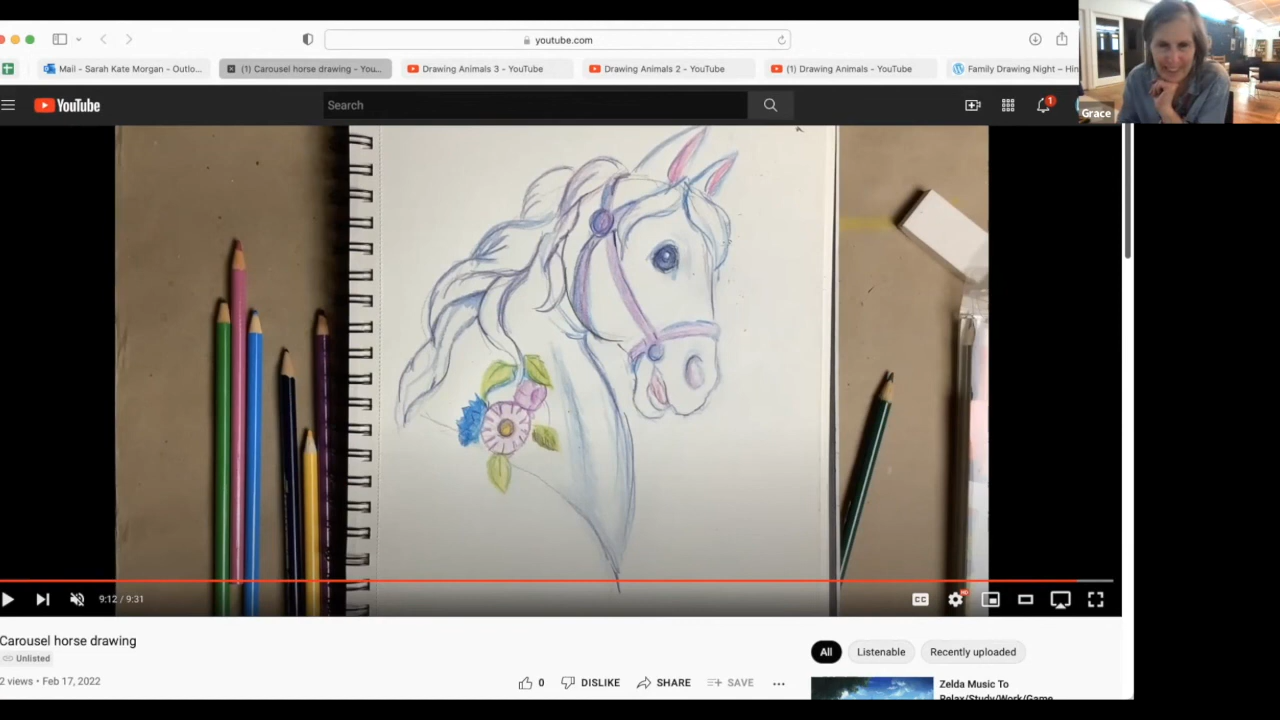 youtube.com
Mail - Sarah Kate Morgan - Outlo...
(1) Carousel horse drawing - You...
Drawing Animals 3 - YouTube
Drawing Animals 2 - YouTube
(1) Drawing Animals - YouTube
Family Drawing Night – Hin
YouTube
Search
1
Grace
9:12 / 9:31
CC
HD
Carousel horse drawing
Unlisted
2 views • Feb 17, 2022
0
DISLIKE
SHARE
SAVE
All
Listenable
Recently uploaded
Zelda Music To
Relax/Study/Work/Game